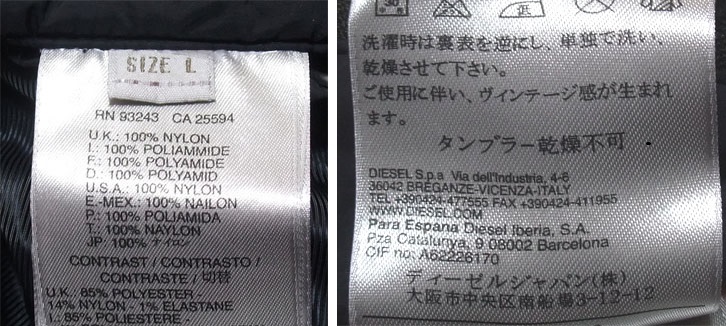 SIZE L
RN 93243 CA 25594
U.K.: 100% NYLON
I.: 100% POLIAMMIDE
F.: 100% POLYAMIDE
D.: 100% POLYAMID
U.S.A.: 100% NYLON
E.-MEX.: 100% NAILON
P.: 100% POLIAMIDA
T.: 100% NAYLON
JP: 100% ナイロン
CONTRAST / CONTRASTO /
CONTRASTE / 切替
U.K.: 85% POLYESTER -
14% NYLON - 1% ELASTANE
I.: 85% POLIESTERE -
30
低
洗濯時は裏表を逆にし、単独で洗い、
乾燥させて下さい。
ご使用に伴い、ヴィンテージ感が生まれ
ます。
タンブラー乾燥不可
DIESEL S.p.a Via dell'Industria, 4-6
36042 BREGANZE-VICENZA-ITALY
TEL +390424-477555 FAX +390424-411955
WWW.DIESEL.COM
Para Espana Diesel Iberia, S.A.
Pza Catalunya, 9 08002 Barcelona
CIF no: A62226170
ディーゼルジャパン(株)
大阪市中央区南船場3-12-12